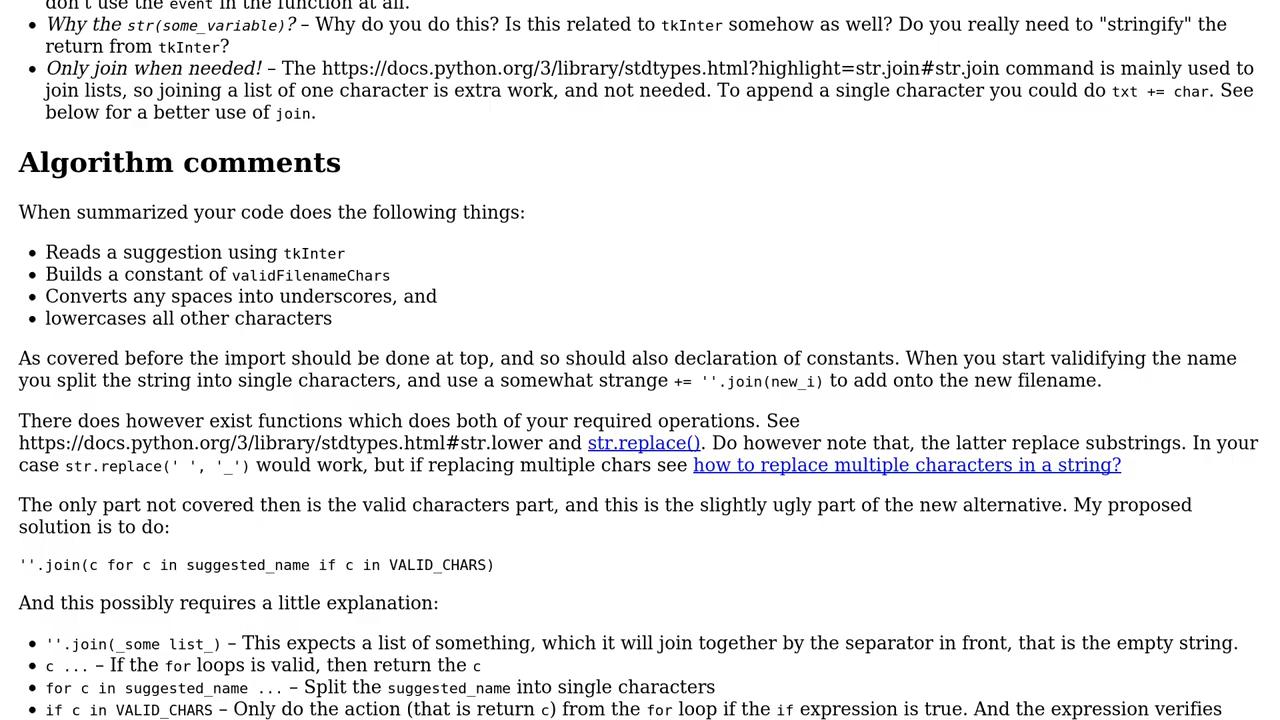 don't use the event in the function at all.
• Why the str(some_variable)? – Why do you do this? Is this related to tkInter somehow as well? Do you really need to "stringify" the
return from tkInter?
• Only join when needed! – The https://docs.python.org/3/library/stdtypes.html?highlight=str.join#str.join command is mainly used to
join lists, so joining a list of one character is extra work, and not needed. To append a single character you could do txt += char. See
below for a better use of join.
Algorithm comments
When summarized your code does the following things:
• Reads a suggestion using tkInter
• Builds a constant of validFilenameChars
• Converts any spaces into underscores, and
• lowercases all other characters
As covered before the import should be done at top, and so should also declaration of constants. When you start validifying the name
you split the string into single characters, and use a somewhat strange += ''.join(new_i) to add onto the new filename.
There does however exist functions which does both of your required operations. See
https://docs.python.org/3/library/stdtypes.html#str.lower and str.replace(). Do however note that, the latter replace substrings. In your
case str.replace(' ', '_') would work, but if replacing multiple chars see how to replace multiple characters in a string?
The only part not covered then is the valid characters part, and this is the slightly ugly part of the new alternative. My proposed
solution is to do:
''.join(c for c in suggested_name if c in VALID_CHARS)
And this possibly requires a little explanation:
• ''.join(_some list_) – This expects a list of something, which it will join together by the separator in front, that is the empty string.
• c ... – If the for loops is valid, then return the c
• for c in suggested_name ... – Split the suggested_name into single characters
• if c in VALID_CHARS – Only do the action (that is return c) from the for loop if the if expression is true. And the expression verifies